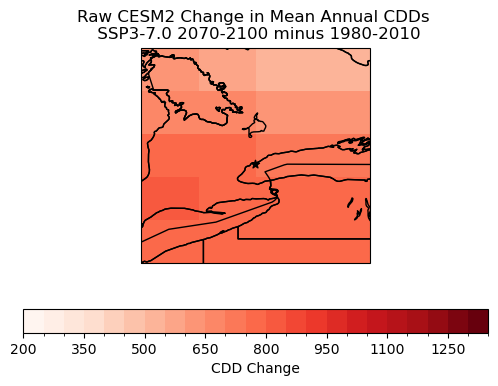 Raw CESM2 Change in Mean Annual CDDs
SSP3-7.0 2070-2100 minus 1980-2010
200 350 500 650 800 950 1100 1250
CDD Change